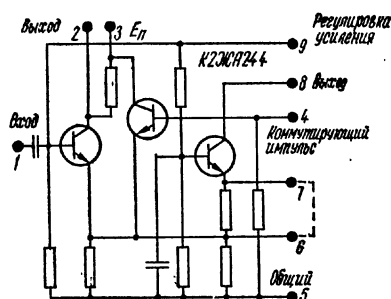 Выход
2
3
Eп
Регулировка
усиления
9
К2ЖА244
8 Выход
4
Коммутирующий
импульс
Вход
1
7
6
Общий
5